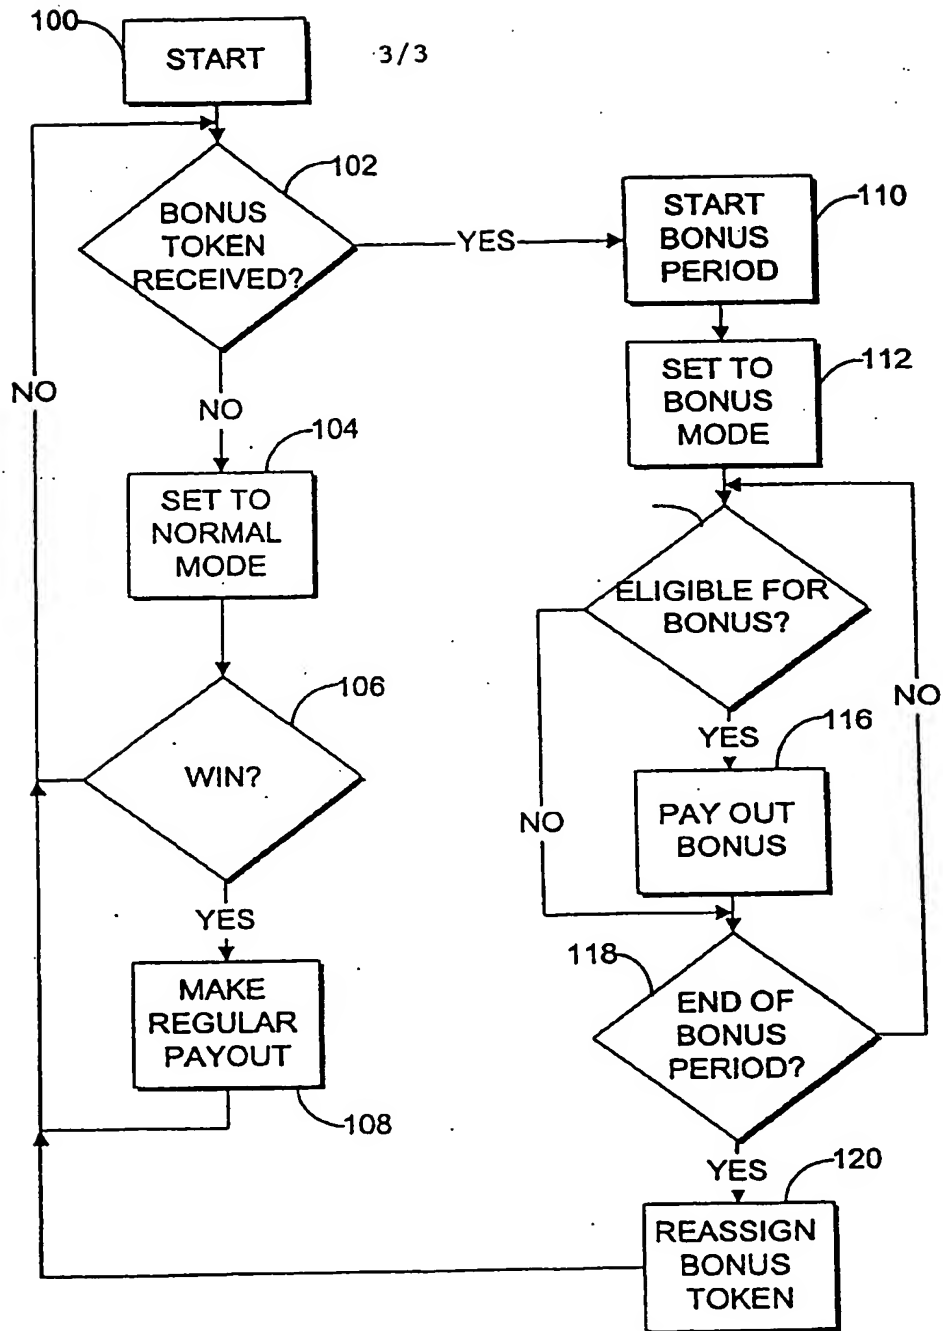 100
START
3/3
102
BONUS
TOKEN
RECEIVED?
YES
START
BONUS
PERIOD
110
NO
NO
SET TO
BONUS
MODE
112
104
SET TO
NORMAL
MODE
ELIGIBLE FOR
BONUS?
NO
106
WIN?
YES
116
PAY OUT
BONUS
NO
YES
MAKE
REGULAR
PAYOUT
108
118
END OF
BONUS
PERIOD?
YES
120
REASSIGN
BONUS
TOKEN